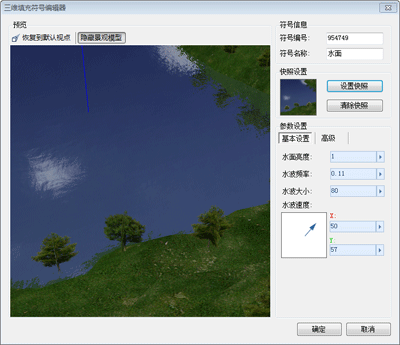 三维填充符号编辑器
预览
恢复到默认视点
隐藏景观模型
符号信息
符号编号:
954749
符号名称:
水面
快照设置
设置快照
清除快照
参数设置
基本设置
高级
水面亮度:
1
水波频率:
0.11
水波大小:
80
水波速度:
X:
50
Y:
57
确定
取消